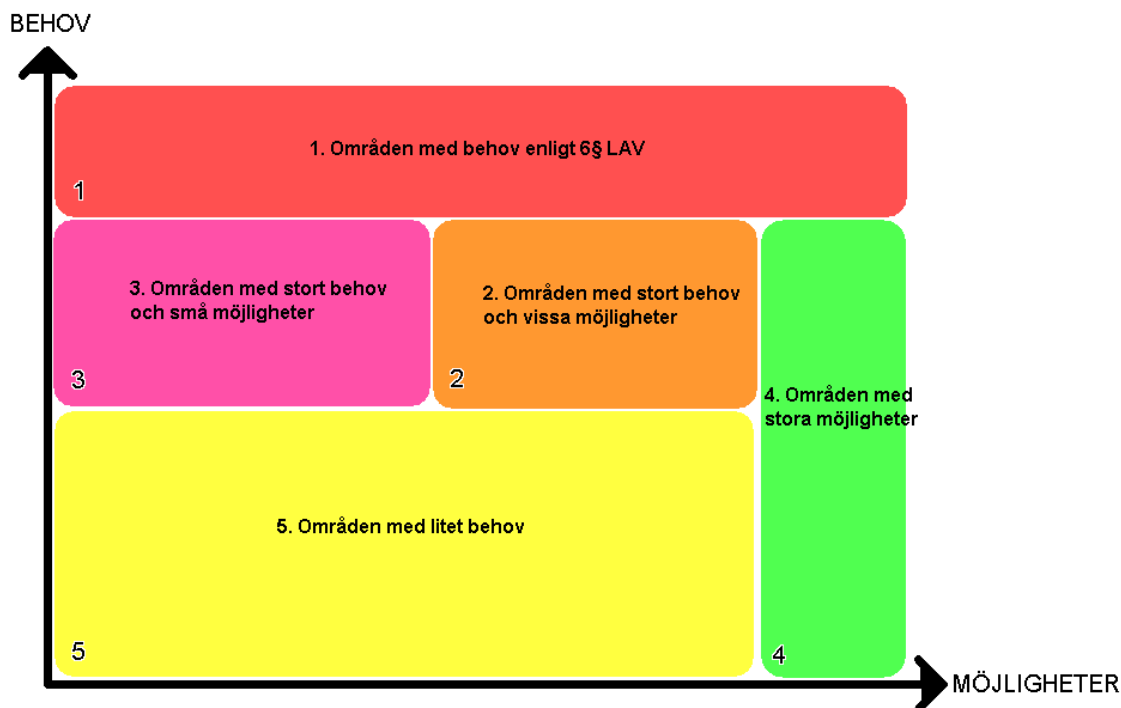 BEHOV
1. Områden med behov enligt 6§ LAV
1
3. Områden med stort behov
och små möjligheter
3
2. Områden med stort behov
och vissa möjligheter
2
4. Områden med
stora möjligheter
4
5. Områden med litet behov
5
MÖJLIGHETER